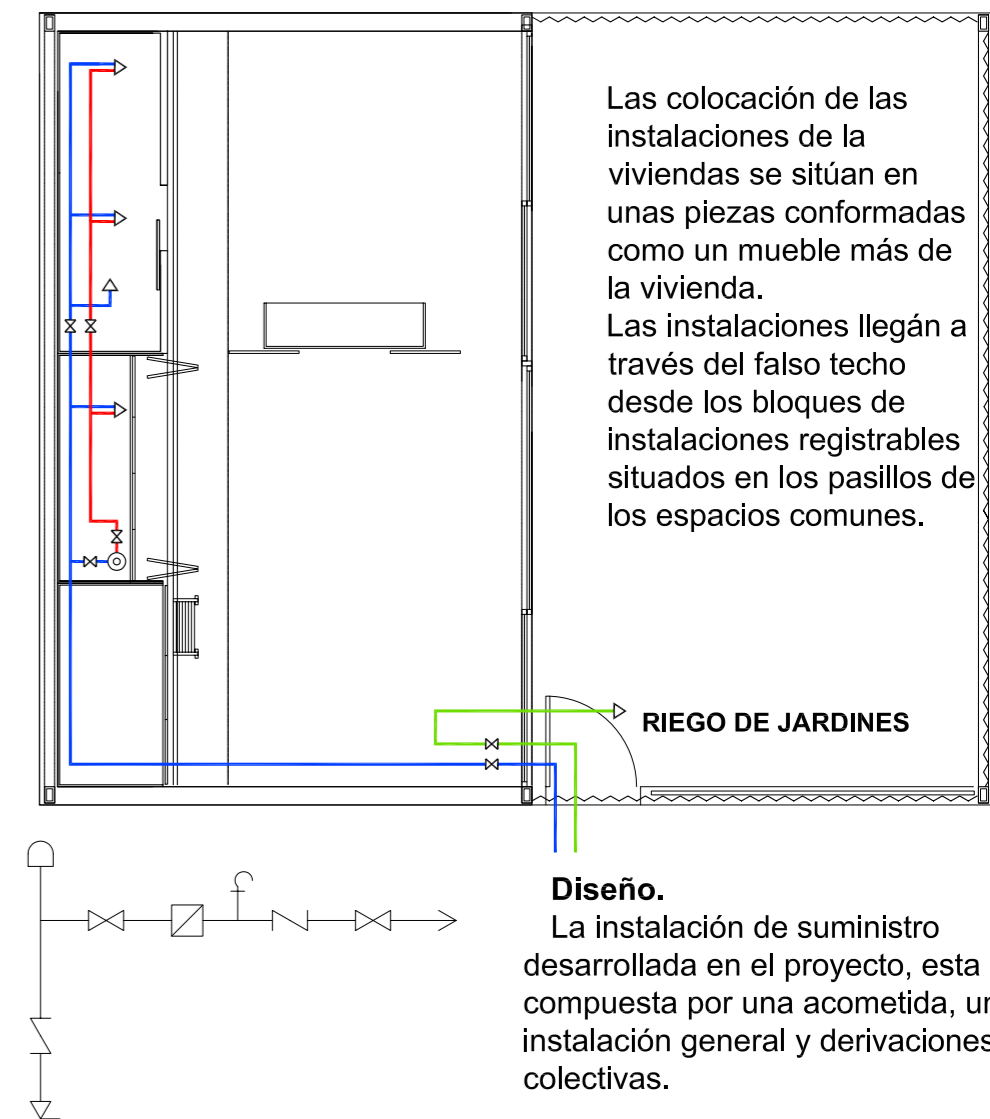 Las colocación de las
instalaciones de la
viviendas se sitúan en
unas piezas conformadas
como un mueble más de
la vivienda.
Las instalaciones llegán a
través del falso techo
desde los bloques de
instalaciones registrables
situados en los pasillos de
los espacios comunes.
RIEGO DE JARDINES
Diseño.
La instalación de suministro
desarrollada en el proyecto, esta
compuesta por una acometida,
instalación general y derivaciones
colectivas.